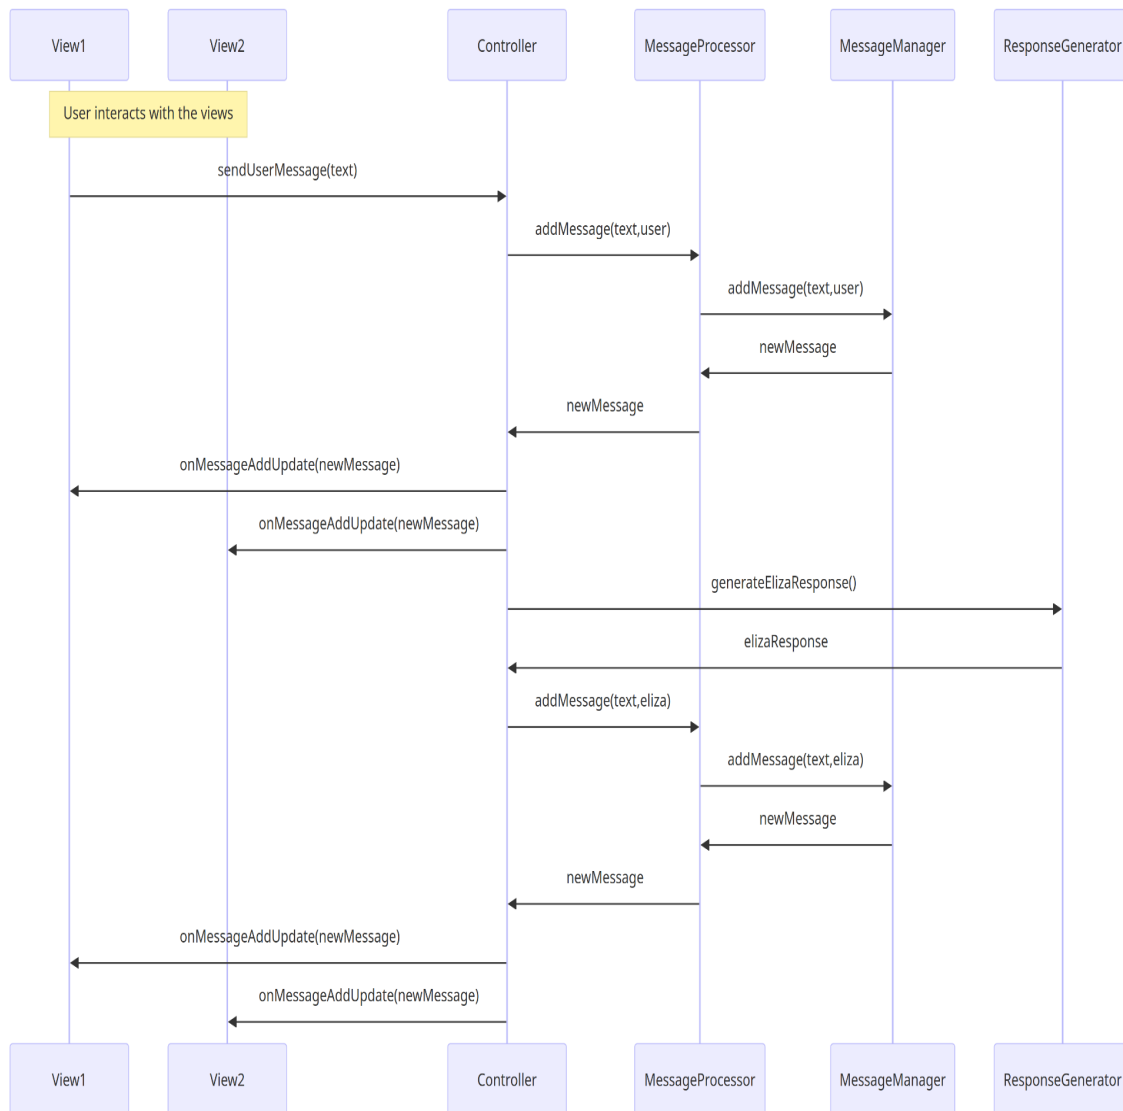 View1
View2
Controller
MessageProcessor
MessageManager
ResponseGenerator
User interacts with the views
sendUserMessage(text)
addMessage(text,user)
addMessage(text,user)
newMessage
newMessage
onMessageAddUpdate(newMessage)
onMessageAddUpdate(newMessage)
generateElizaResponse()
elizaResponse
addMessage(text,eliza)
addMessage(text,eliza)
newMessage
newMessage
onMessageAddUpdate(newMessage)
onMessageAddUpdate(newMessage)
View1
View2
Controller
MessageProcessor
MessageManager
ResponseGenerator